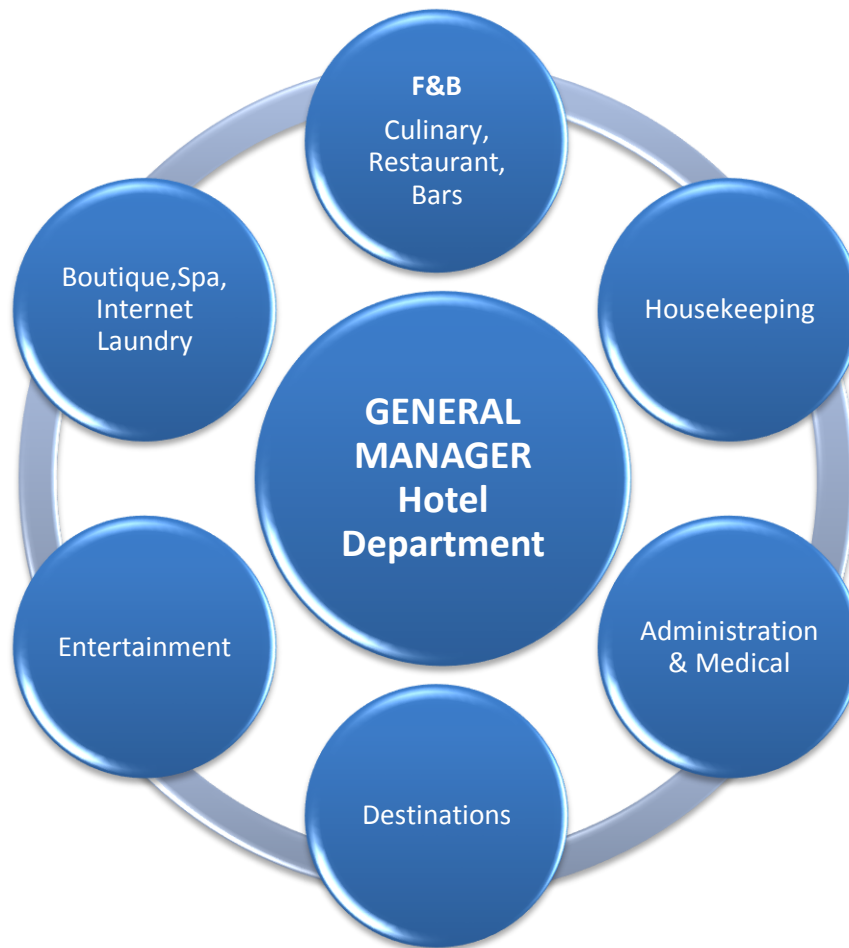 F&B
Culinary,
Restaurant,
Bars
Housekeeping
Administration
& Medical
Destinations
Entertainment
Boutique,Spa,
Internet
Laundry
GENERAL
MANAGER
Hotel
Department